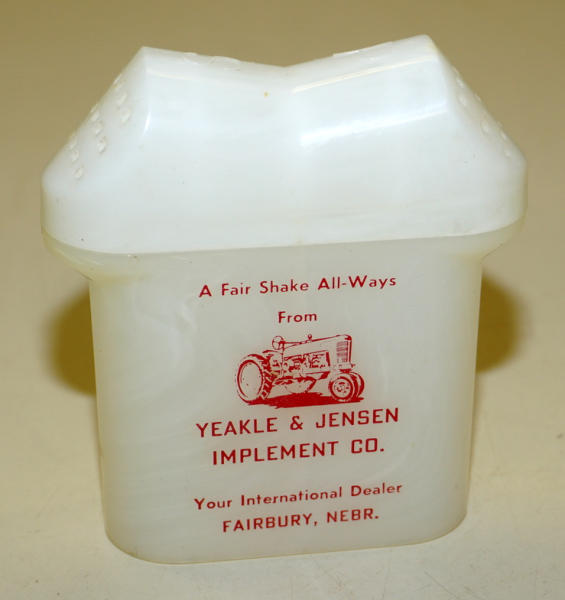 A Fair Shake All-Ways
From
YEAKLE & JENSEN
IMPLEMENT CO.
Your International Dealer
FAIRBURY, NEBR.